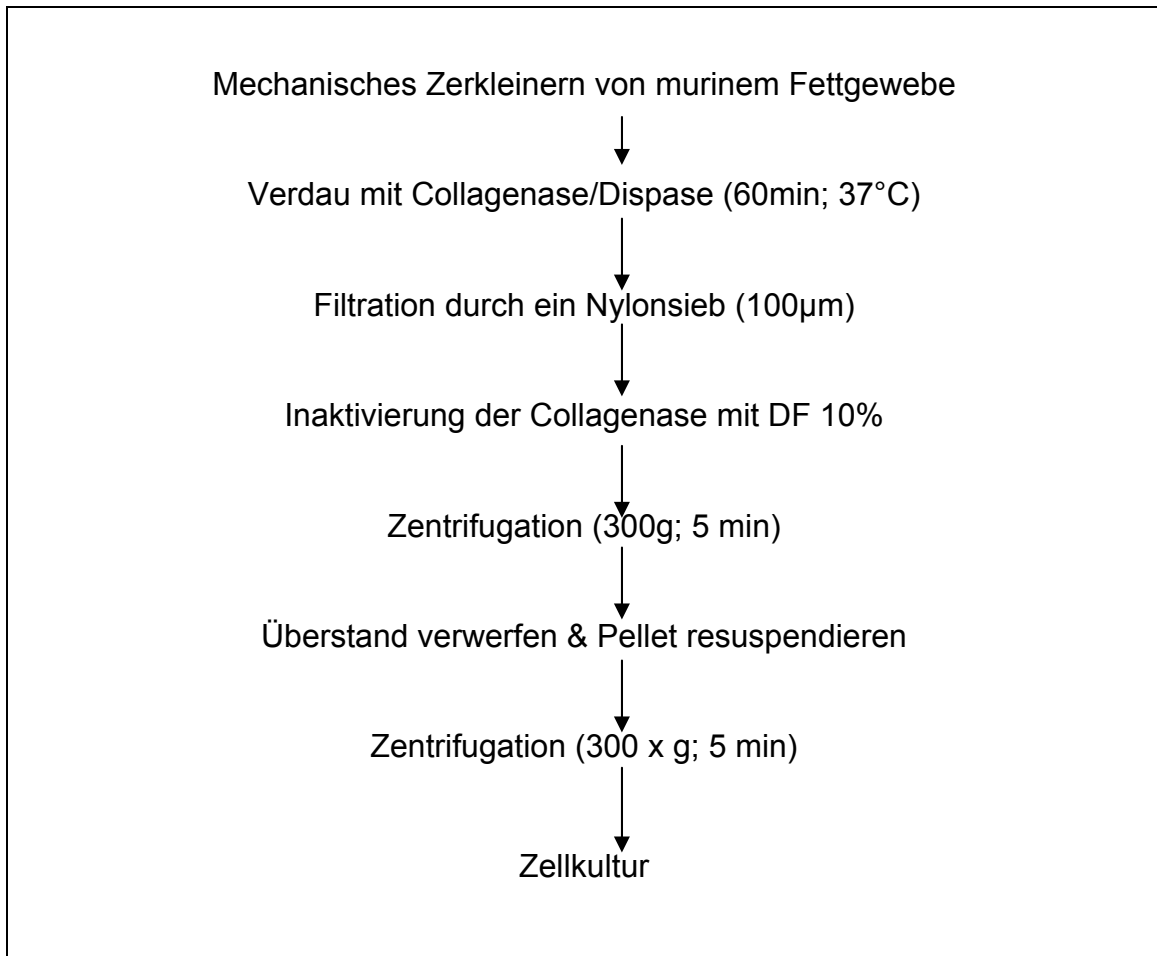 Mechanisches Zerkleinern von murinem Fettgewebe
Verdau mit Collagenase/Dispase (60min; 37°C)
Filtration durch ein Nylonsieb (100µm)
Inaktivierung der Collagenase mit DF 10%
Zentrifugation (300g; 5 min)
Überstand verwerfen & Pellet resuspendieren
Zentrifugation (300 x g; 5 min)
Zellkultur